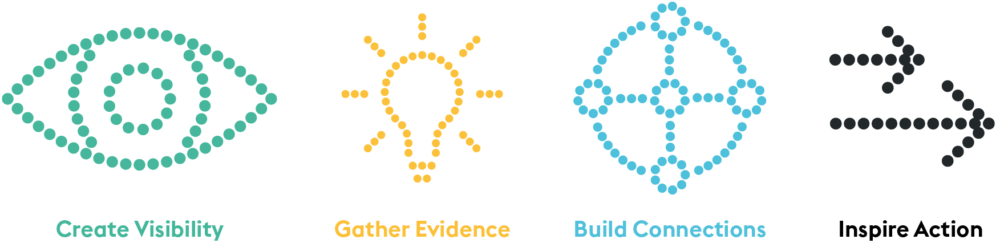 Create Visibility
Gather Evidence
Build Connections
Inspire Action